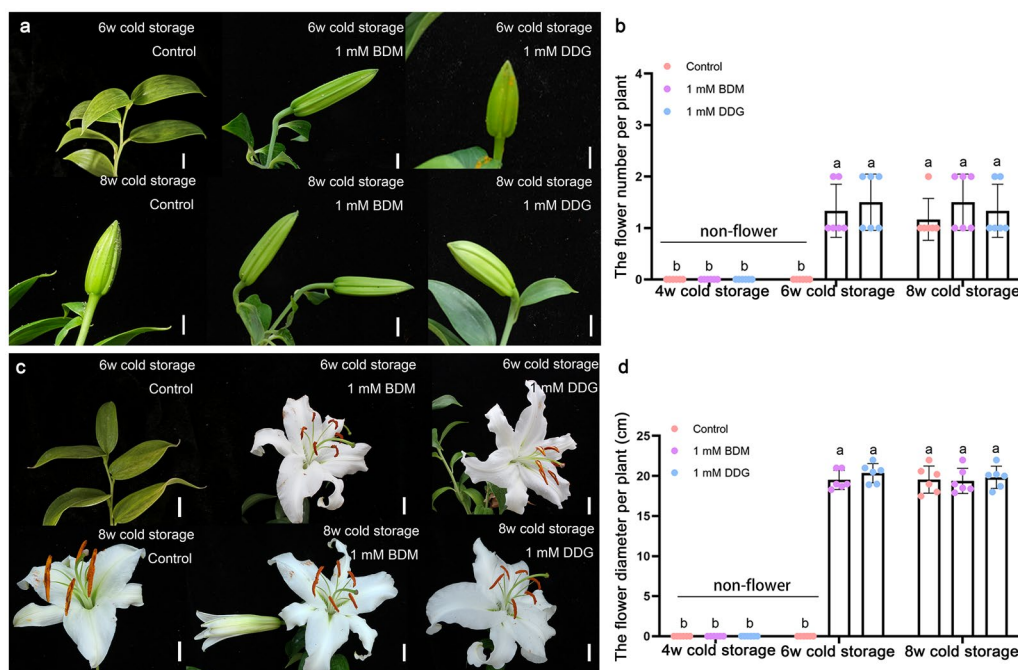 a
6w cold storage
Control
6w cold storage
1 mM BDM
6w cold storage
1 mM DDG
8w cold storage
Control
8w cold storage
1 mM BDM
8w cold storage
1 mM DDG
b
The flower number per plant
Control
1 mM BDM
1 mM DDG
4
3
2
1
0
non-flower
b b b b a a a a a
4w cold storage 6w cold storage 8w cold storage
c
6w cold storage
Control
6w cold storage
1 mM BDM
6w cold storage
1 mM DDG
8w cold storage
Control
8w cold storage
1 mM BDM
8w cold storage
1 mM DDG
d
The flower diameter per plant (cm)
Control
1 mM BDM
1 mM DDG
25
20
15
10
5
0
non-flower
b b b b a a a a a
4w cold storage 6w cold storage 8w cold storage